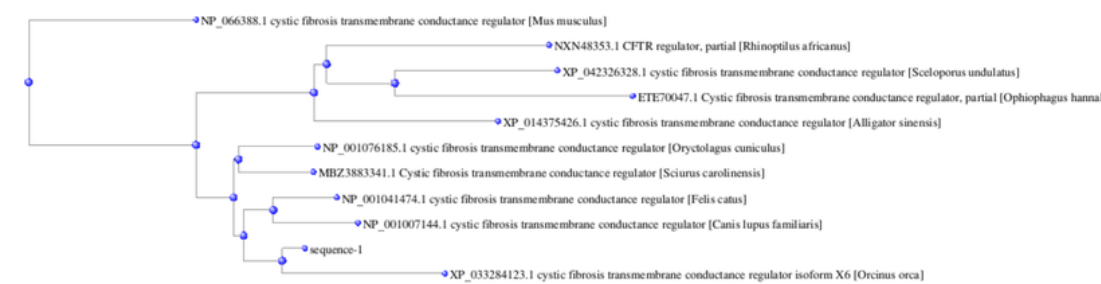 NP_066388.1 cystic fibrosis transmembrane conductance regulator [Mus musculus]
NXN48353.1 CFTR regulator, partial [Rhinoptilus africanus]
XP_042326328.1 cystic fibrosis transmembrane conductance regulator [Sceloporus undulatus]
ETE70047.1 Cystic fibrosis transmembrane conductance regulator, partial [Ophiophagus hannal
XP_014375426.1 cystic fibrosis transmembrane conductance regulator [Alligator sinensis]
NP_001076185.1 cystic fibrosis transmembrane conductance regulator [Oryctolagus cuniculus]
MBZ3883341.1 Cystic fibrosis transmembrane conductance regulator [Sciurus carolinensis]
NP_001041474.1 cystic fibrosis transmembrane conductance regulator [Felis catus]
NP_001007144.1 cystic fibrosis transmembrane conductance regulator [Canis lupus familiaris]
sequence-1
XP_033284123.1 cystic fibrosis transmembrane conductance regulator isoform X6 [Orcinus orca]